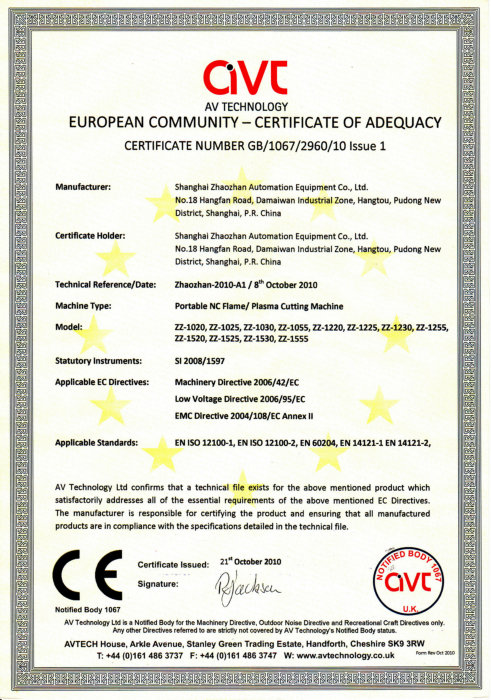 avt
AV TECHNOLOGY
EUROPEAN COMMUNITY – CERTIFICATE OF ADEQUACY
CERTIFICATE NUMBER GB/1067/2960/10 Issue 1
Manufacturer: Shanghai Zhaozhan Automation Equipment Co., Ltd.
No.18 Hangfan Road, Damaiwan Industrial Zone, Hangtou, Pudong New
District, Shanghai, P.R. China
Certificate Holder: Shanghai Zhaozhan Automation Equipment Co., Ltd.
No.18 Hangfan Road, Damaiwan Industrial Zone, Hangtou, Pudong New
District, Shanghai, P.R. China
Technical Reference/Date: Zhaozhan-2010-A1 / 8th October 2010
Machine Type: Portable NC Flame/ Plasma Cutting Machine
Model: ZZ-1020, ZZ-1025, ZZ-1030, ZZ-1055, ZZ-1220, ZZ-1225, ZZ-1230, ZZ-1255,
ZZ-1520, ZZ-1525, ZZ-1530, ZZ-1555
Statutory Instruments: SI 2008/1597
Applicable EC Directives: Machinery Directive 2006/42/EC
Low Voltage Directive 2006/95/EC
EMC Directive 2004/108/EC Annex II
Applicable Standards: EN ISO 12100-1, EN ISO 12100-2, EN 60204, EN 14121-1 EN 14121-2,
AV Technology Ltd confirms that a technical file exists for the above mentioned product which
satisfactorily addresses all of the essential requirements of the above mentioned EC Directives.
The manufacturer is responsible for certifying the product and ensuring that all manufactured
products are in compliance with the specifications detailed in the technical file.
CE
Certificate Issued: 21st October 2010
Signature: RJackson
Notified Body 1067
NOTIFIED BODY 1067
avt
U.K.
AV Technology Ltd is a Notified Body for the Machinery Directive, Outdoor Noise Directive and Recreational Craft Directives only.
Any other Directives referred to are strictly not covered by AV Technology's Notified Body status.
AVTECH House, Arkle Avenue, Stanley Green Trading Estate, Handforth, Cheshire SK9 3RW
T: +44 (0)161 486 3737 F: +44 (0)161 486 3747 W: www.avtechnology.co.uk
Form Rev Oct 2010